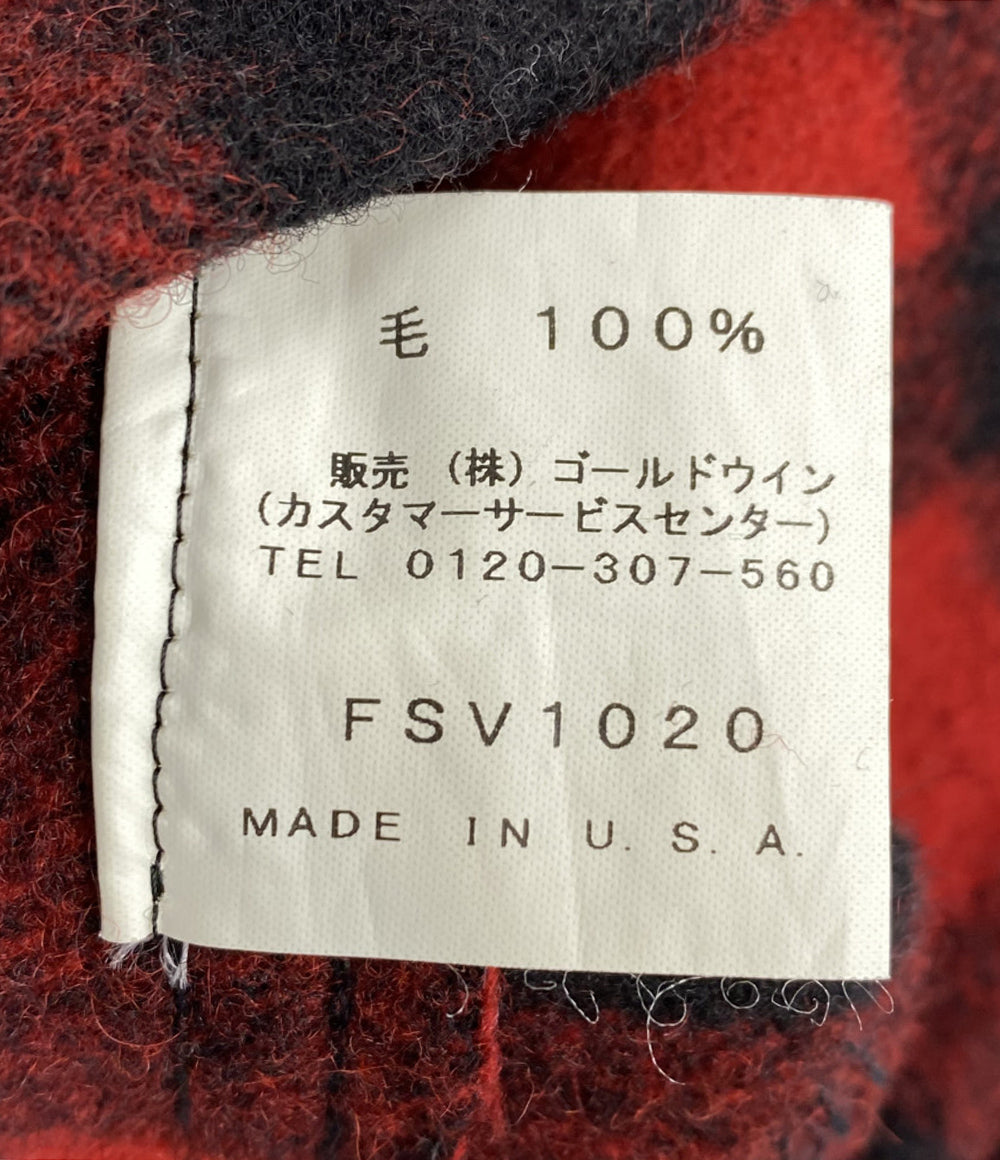 毛 100%
販売 (株) ゴールドウイン
(カスタマーサービスセンター)
TEL 0120-307-560
FSV1020
MADE IN U.S.A.